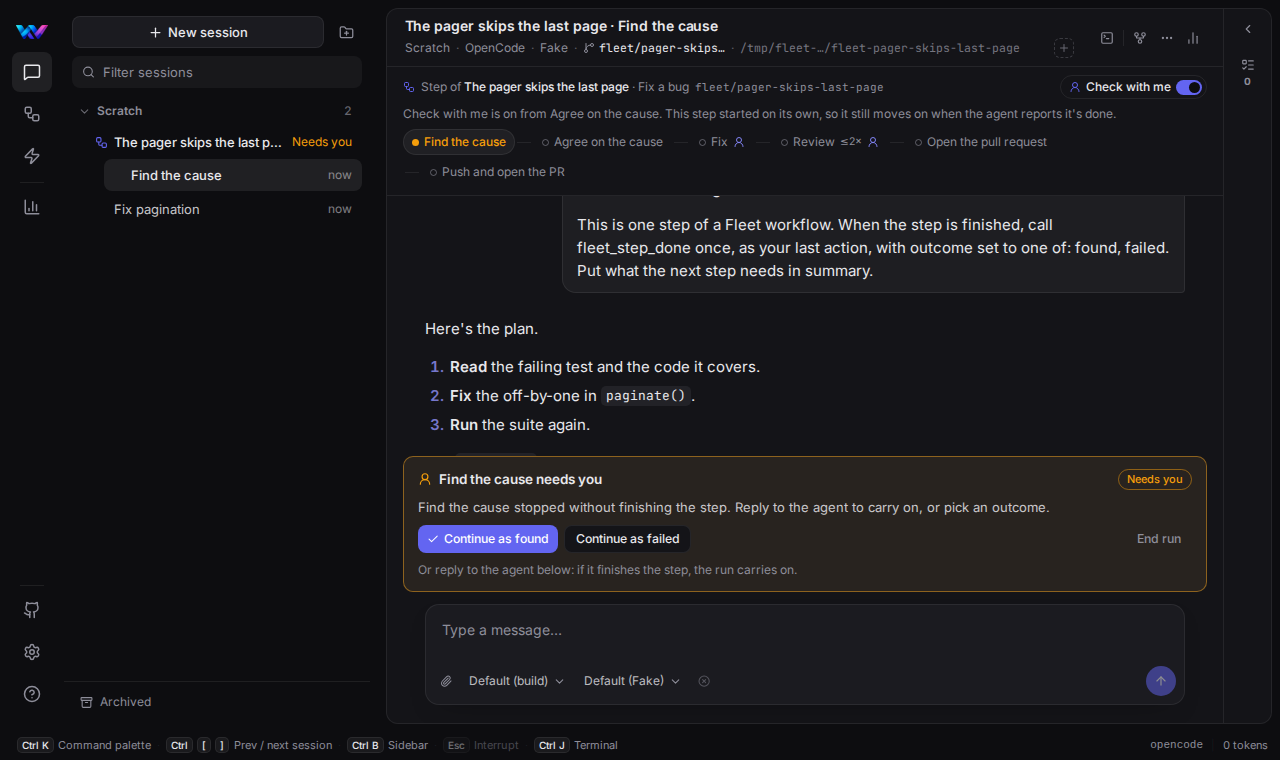 New session
Filter sessions
Scratch 2
The pager skips the last p... Needs you
Find the cause now
Fix pagination now
Archived
The pager skips the last page · Find the cause
Scratch · OpenCode · Fake · fleet/pager-skips… · /tmp/fleet-…/fleet-pager-skips-last-page
0
Step of The pager skips the last page · Fix a bug fleet/pager-skips-last-page Check with me
Check with me is on from Agree on the cause. This step started on its own, so it still moves on when the agent reports it's done.
Find the cause Agree on the cause Fix Review ≤2× Open the pull request
Push and open the PR
This is one step of a Fleet workflow. When the step is finished, call
fleet_step_done once, as your last action, with outcome set to one of: found, failed.
Put what the next step needs in summary.
Here's the plan.
1. Read the failing test and the code it covers.
2. Fix the off-by-one in paginate().
3. Run the suite again.
Find the cause needs you Needs you
Find the cause stopped without finishing the step. Reply to the agent to carry on, or pick an outcome.
Continue as found Continue as failed End run
Or reply to the agent below: if it finishes the step, the run carries on.
Type a message...
Default (build) Default (Fake)
Ctrl K Command palette Ctrl [ ] Prev / next session Ctrl B Sidebar Esc Interrupt Ctrl J Terminal opencode 0 tokens